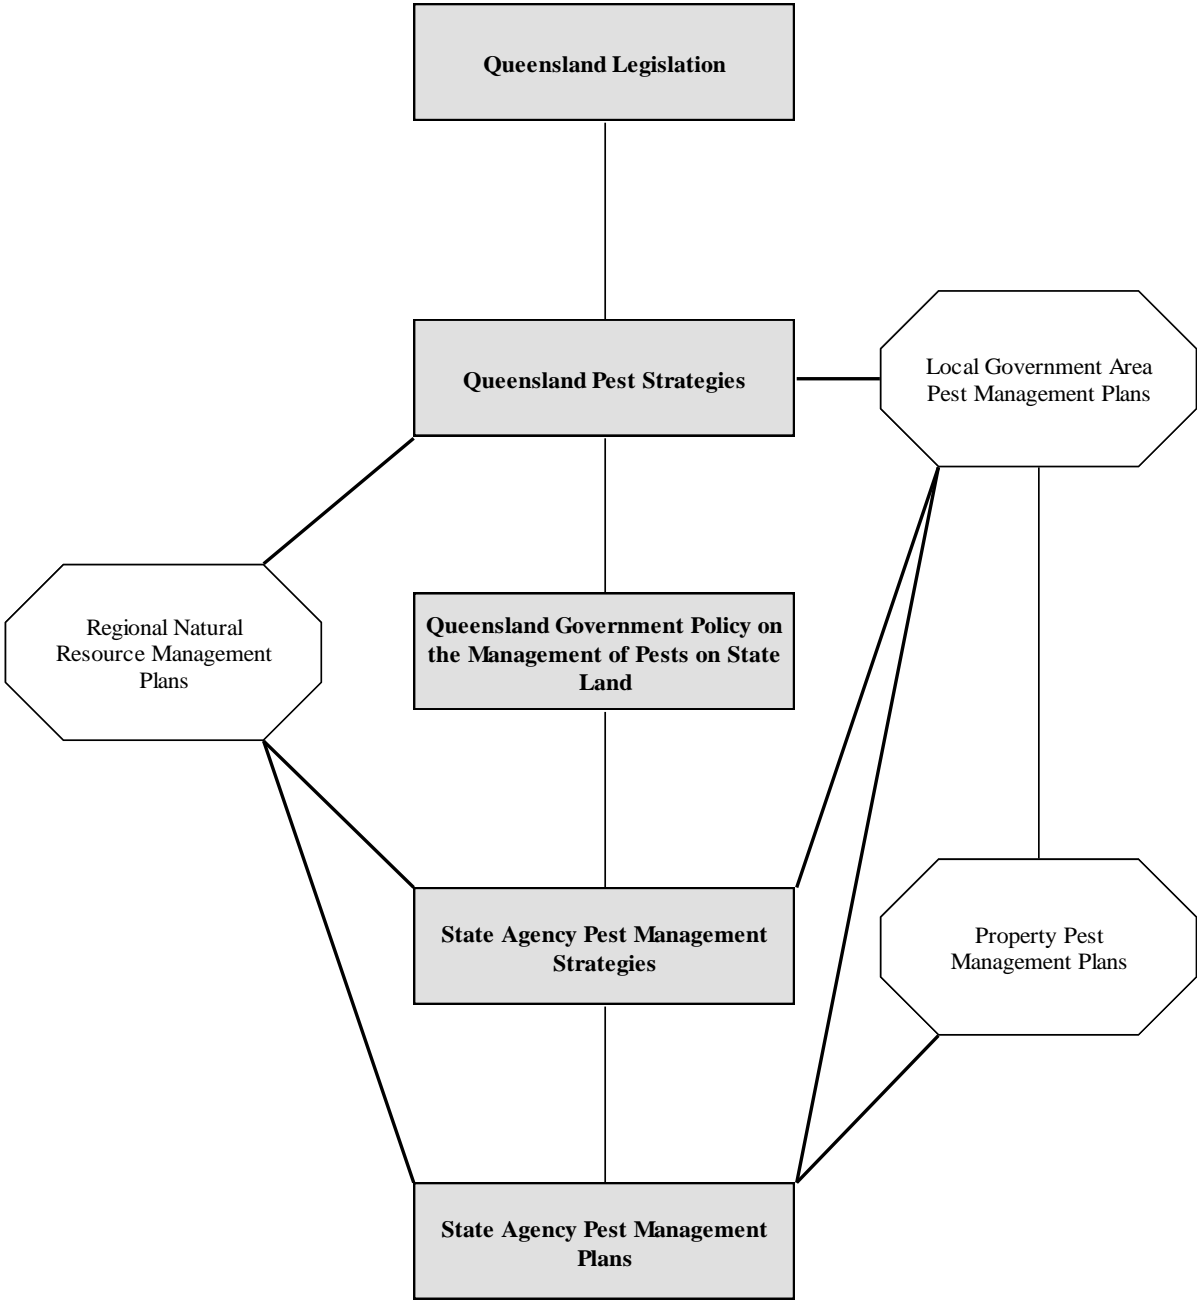 Queensland Legislation
Queensland Pest Strategies
Local Government Area
Pest Management Plans
Queensland Government Policy on
the Management of Pests on State
Land
Regional Natural
Resource Management
Plans
State Agency Pest Management
Strategies
Property Pest
Management Plans
State Agency Pest Management
Plans